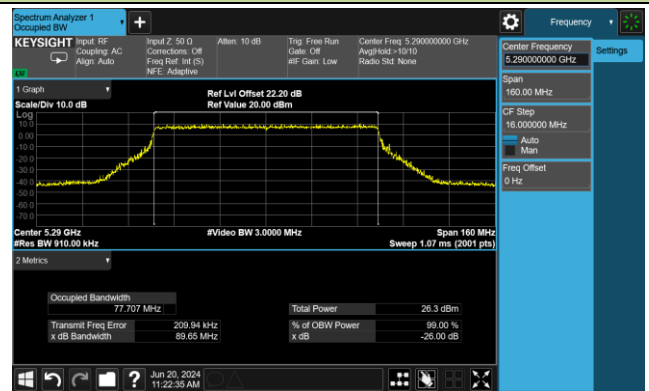 Spectrum Analyzer 1
Occupied BW
Frequency
KEYSIGHT
Input: RF
Coupling: AC
Align: Auto
Input Z: 50 Ω
Corrections: Off
Freq Ref: Int (S)
NFE: Adaptive
Atten: 10 dB
Trig: Free Run
Gate: Off
#IF Gain: Low
Center Freq: 5.290000000 GHz
Avg|Hold:>10/10
Radio Std: None
Center Frequency
5.290000000 GHz
Settings
Span
160.00 MHz
CF Step
16.000000 MHz
Auto
Man
Freq Offset
0 Hz
1 Graph
Scale/Div 10.0 dB
Ref Lvl Offset 22.20 dB
Ref Value 20.00 dBm
Log
10.0
0.00
-10.0
-20.0
-30.0
-40.0
-50.0
-60.0
-70.0
Center 5.29 GHz
#Res BW 910.00 kHz
#Video BW 3.0000 MHz
Span 160 MHz
Sweep 1.07 ms (2001 pts)
2 Metrics
Occupied Bandwidth
77.707 MHz
Total Power 26.3 dBm
Transmit Freq Error 209.94 kHz
% of OBW Power 99.00 %
x dB Bandwidth 89.65 MHz
x dB -26.00 dB
?
Jun 20, 2024
11:22:35 AM